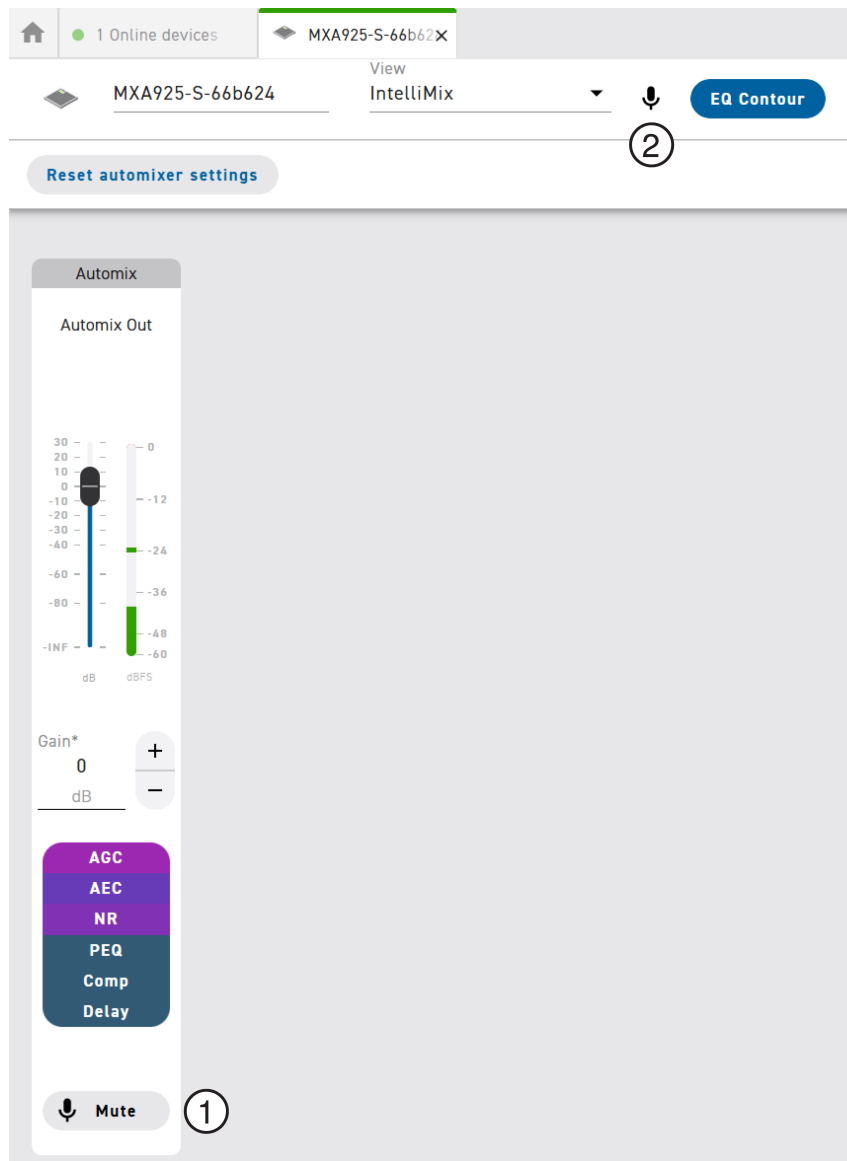 1 Online devices
MXA925-S-66b62
MXA925-S-66b624
View
IntelliMix
EQ Contour
2
Reset automixer settings
Automix
Automix Out
30
20
10
0
-10
-20
-30
-40
-60
-80
-INF
dB
0
-12
-24
-36
-48
-60
dBFS
Gain*
0
dB
+
−
AGC
AEC
NR
PEQ
Comp
Delay
Mute
1